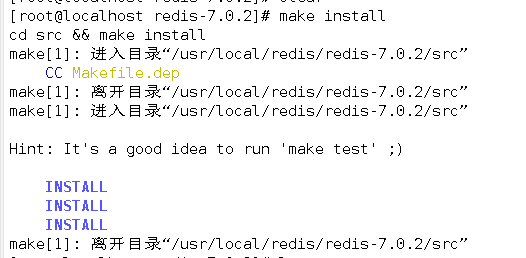 [root@localhost redis-7.0.2]# make install
cd src && make install
make[1]: 进入目录“/usr/local/redis/redis-7.0.2/src”
    CC Makefile.dep
make[1]: 离开目录“/usr/local/redis/redis-7.0.2/src”
make[1]: 进入目录“/usr/local/redis/redis-7.0.2/src”
Hint: It's a good idea to run 'make test' ;)
    INSTALL
    INSTALL
    INSTALL
make[1]: 离开目录“/usr/local/redis/redis-7.0.2/src”